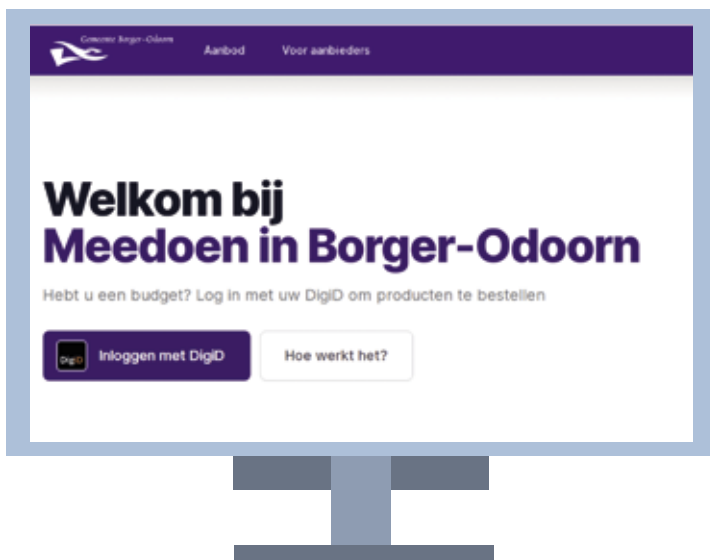 Gemeente Borger-Odoorn
Aanbod Voor aanbieders
Welkom bij
Meedoen in Borger-Odoorn
Hebt u een budget? Log in met uw DigiD om producten te bestellen
DigiD Inloggen met DigiD Hoe werkt het?